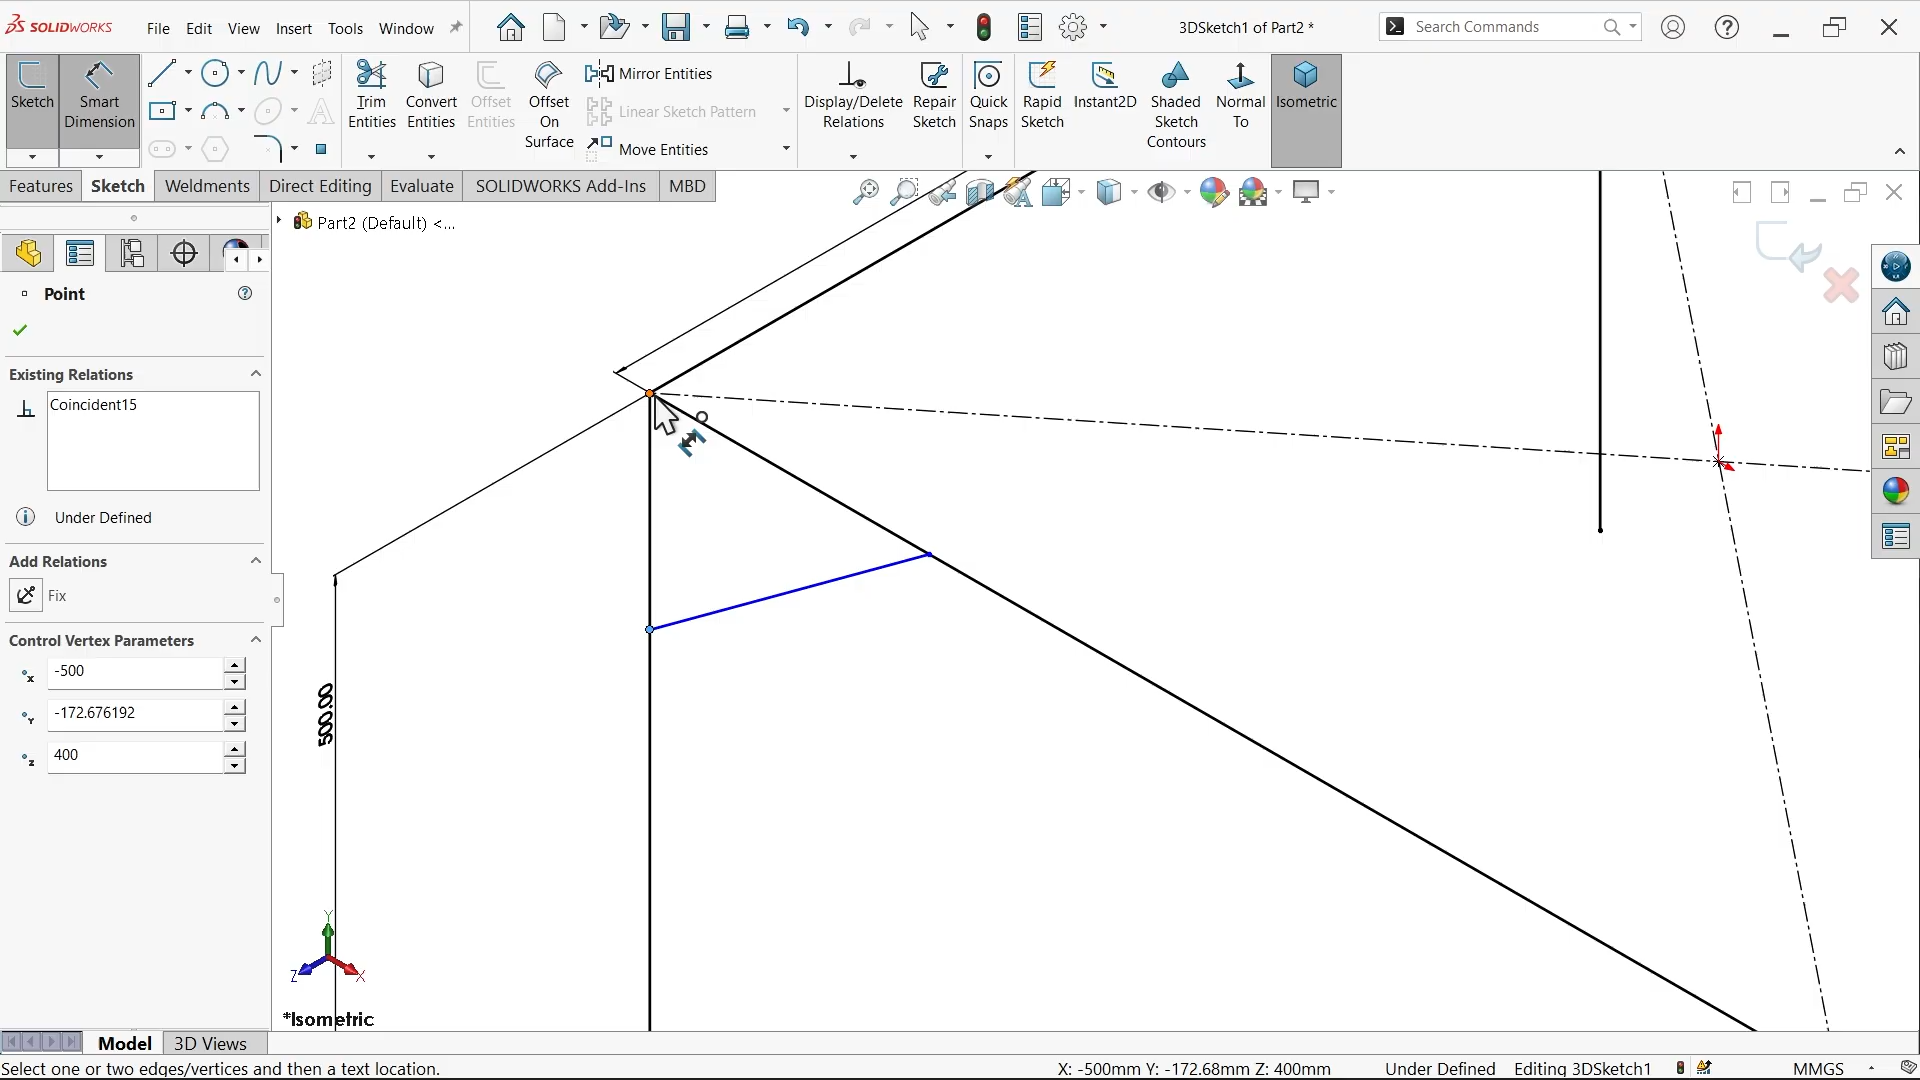 SOLIDWORKS
File Edit View Insert Tools Window
3DSketch1 of Part2 *
Search Commands
Sketch
Smart Dimension
Trim Entities
Convert Entities
Offset Entities
Offset On Surface
Mirror Entities
Linear Sketch Pattern
Move Entities
Display/Delete Relations
Repair Sketch
Quick Snaps
Rapid Sketch
Instant2D
Shaded Sketch Contours
Normal To
Isometric
Features Sketch Weldments Direct Editing Evaluate SOLIDWORKS Add-Ins MBD
Part2 (Default) <...
Point
Existing Relations
Coincident15
Under Defined
Add Relations
Fix
Control Vertex Parameters
x -500
Y -172.676192
z 400
500.00
Y
Z X
*Isometric
Model 3D Views
Select one or two edges/vertices and then a text location.
X: -500mm Y: -172.68mm Z: 400mm Under Defined Editing 3DSketch1 MMGS